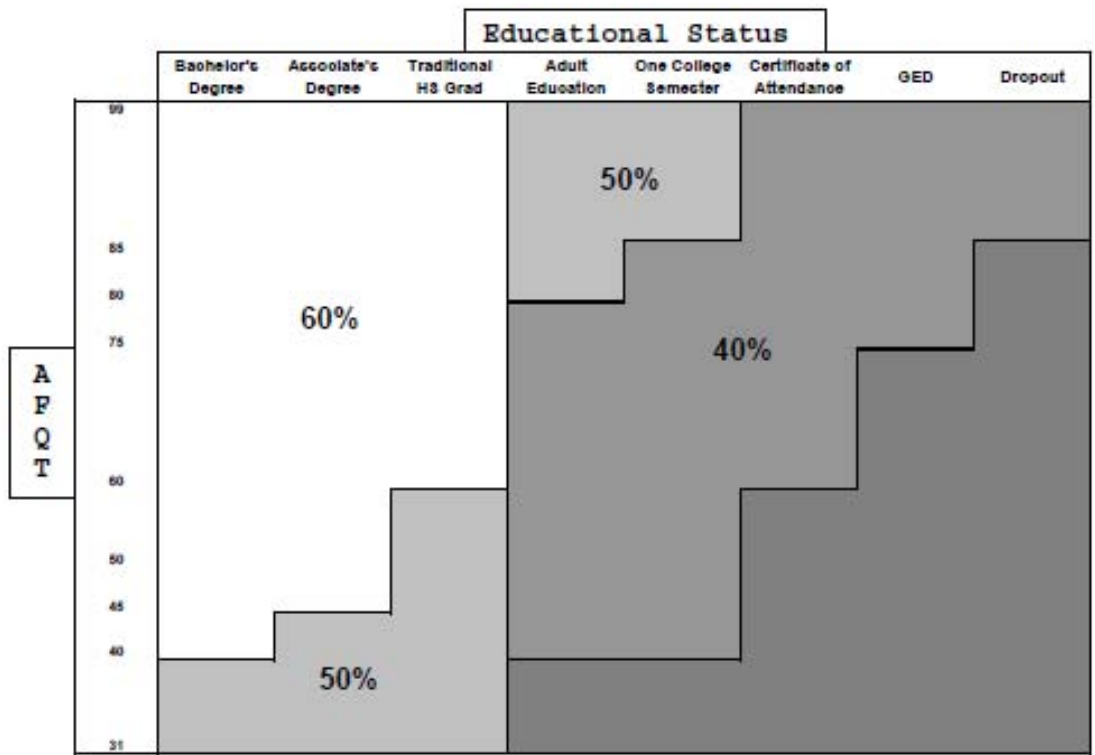 Educational Status
Bachelor's Degree
Associate's Degree
Traditional HS Grad
Adult Education
One College Semester
Certificate of Attendance
GED
Dropout
99
50%
85
80
60%
75
40%
A
F
Q
T
60
50
45
40
50%
31